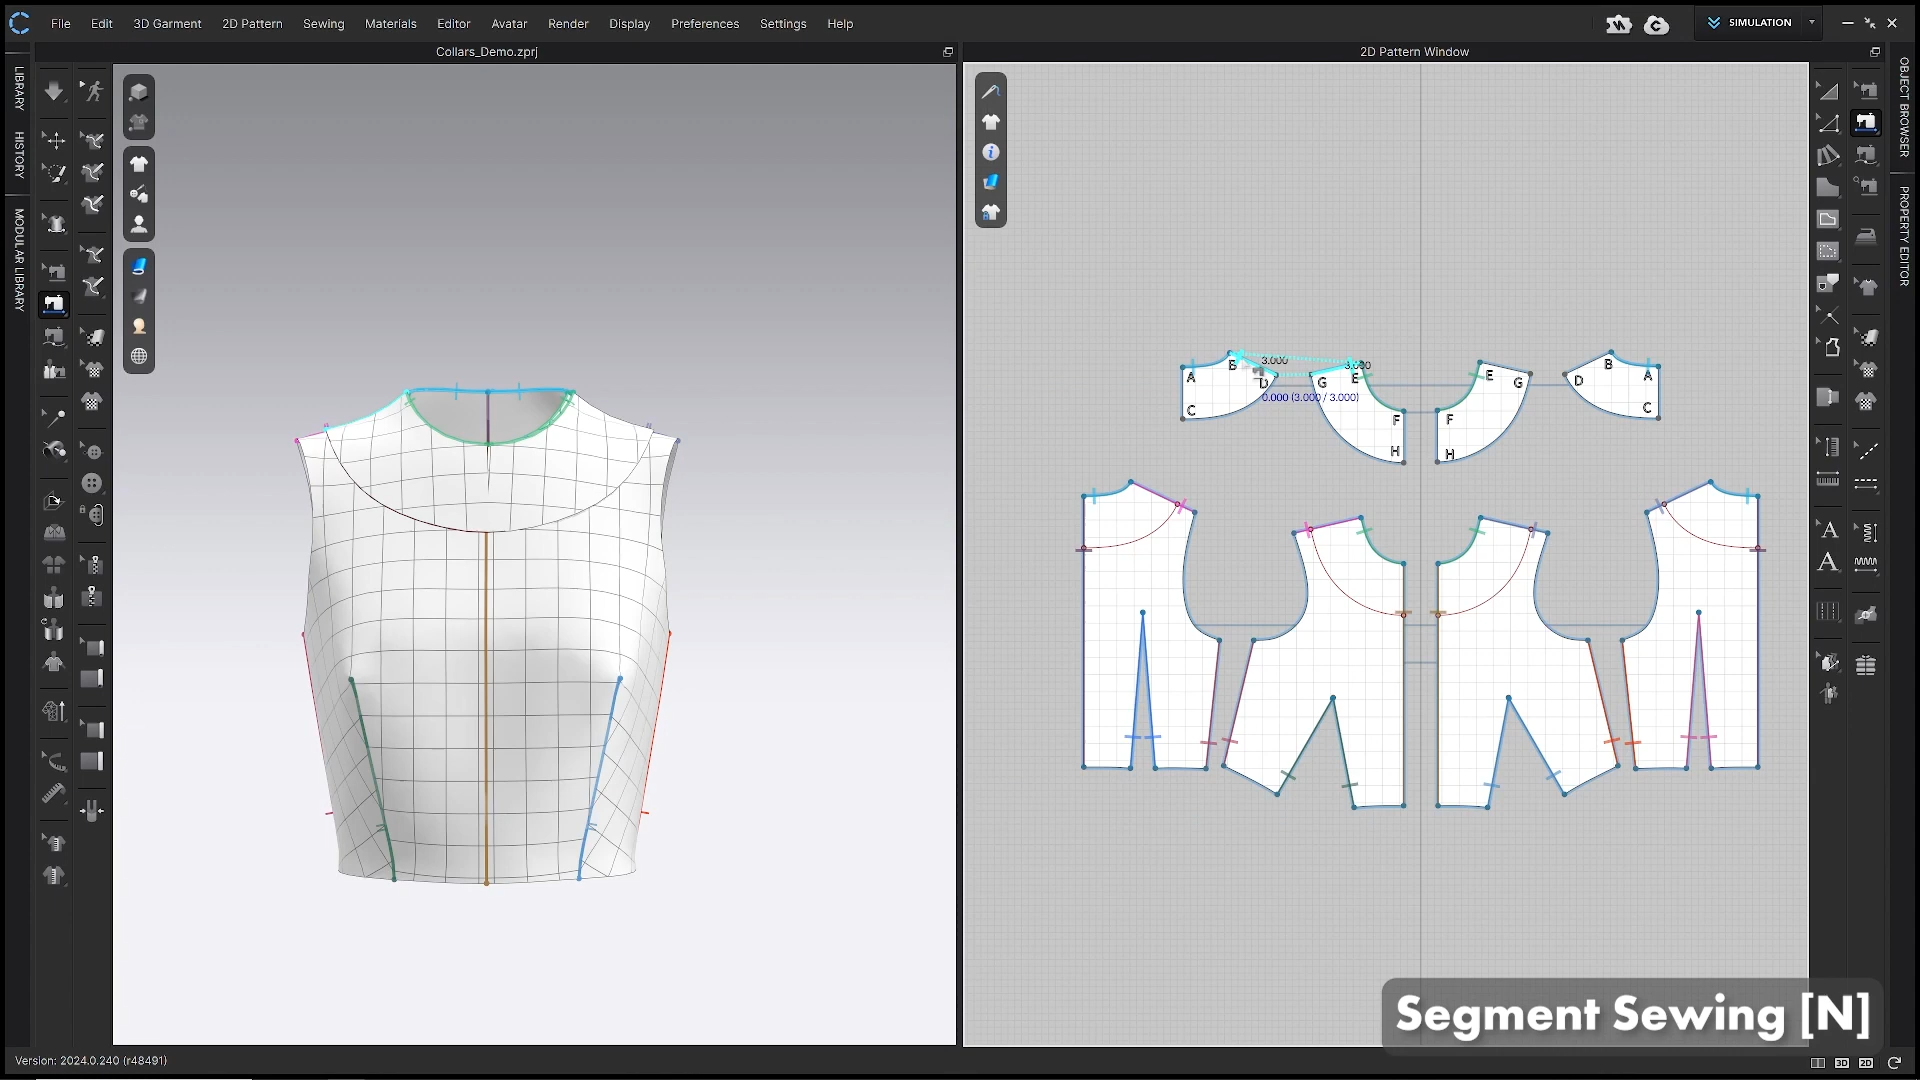 File Edit 3D Garment 2D Pattern Sewing Materials Editor Avatar Render Display Preferences Settings Help
SIMULATION
Collars_Demo.zprj
2D Pattern Window
LIBRARY
HISTORY
MODULAR LIBRARY
OBJECT BROWSER
PROPERTY EDITOR
3.000
3.000
0.000 (3.000 / 3.000)
A B D C
G E F H
E G F H
D B A C
A
A
Segment Sewing [N]
Version: 2024.0.240 (r48491)
3D 2D